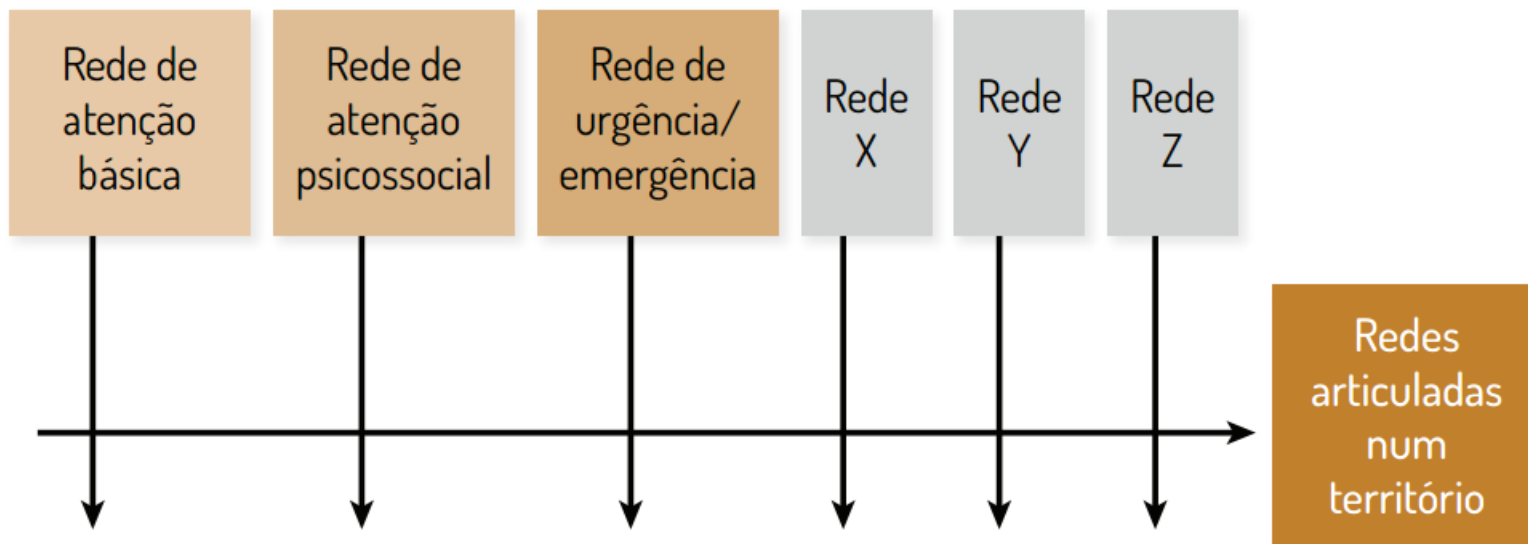 Rede de
atenção
básica
Rede de
atenção
psicossocial
Rede de
urgência/
emergência
Rede
X
Rede
Y
Rede
Z
Redes
articuladas
num
território